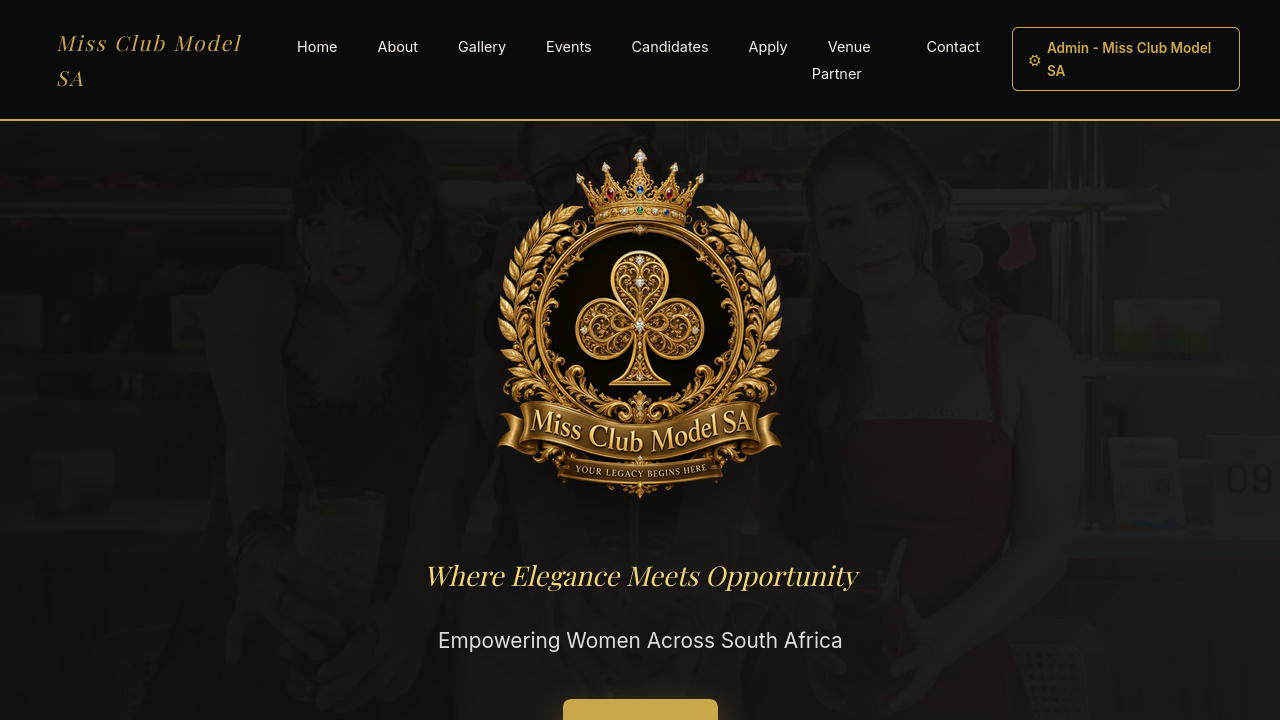 Miss Club Model
SA
Home
About
Gallery
Events
Candidates
Apply
Venue
Partner
Contact
Admin - Miss Club Model
SA
Miss Club Model SA
YOUR LEGACY BEGINS HERE
Where Elegance Meets Opportunity
Empowering Women Across South Africa
09